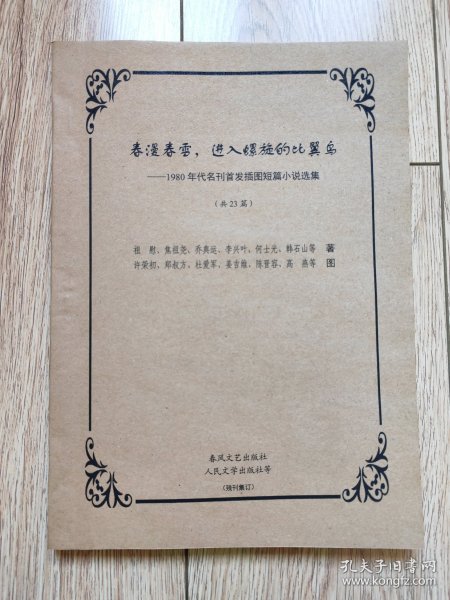 春漫春雪，进入螺旋的比翼鸟
——1980年代名刊首发插图短篇小说选集
（共23篇）
祖 慰、焦祖尧、乔典运、李兴叶、何士光、韩石山等 著
许荣初、郑叔方、杜爱军、姜吉维、陈晋容、高 燕等 图
春风文艺出版社
人民文学出版社等
（残刊集订）
孔夫子旧书网
www.kongfz.com